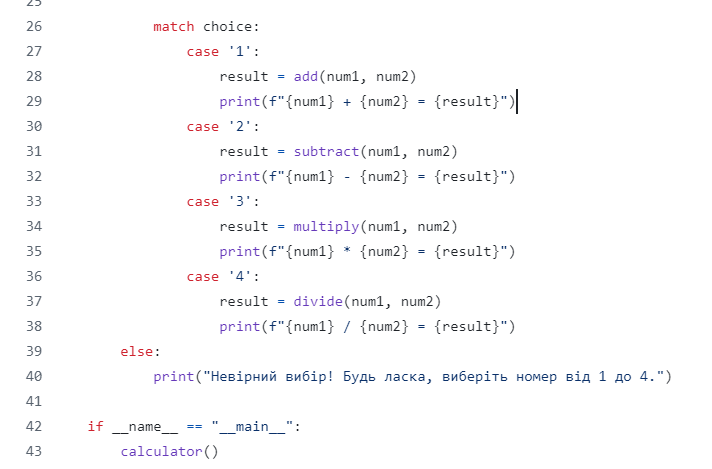 25
26 match choice:
27 case '1':
28 result = add(num1, num2)
29 print(f"{num1} + {num2} = {result}")
30 case '2':
31 result = subtract(num1, num2)
32 print(f"{num1} - {num2} = {result}")
33 case '3':
34 result = multiply(num1, num2)
35 print(f"{num1} * {num2} = {result}")
36 case '4':
37 result = divide(num1, num2)
38 print(f"{num1} / {num2} = {result}")
39 else:
40 print("Невірний вибір! Будь ласка, виберіть номер від 1 до 4.")
41
42 if __name__ == "__main__":
43 calculator()